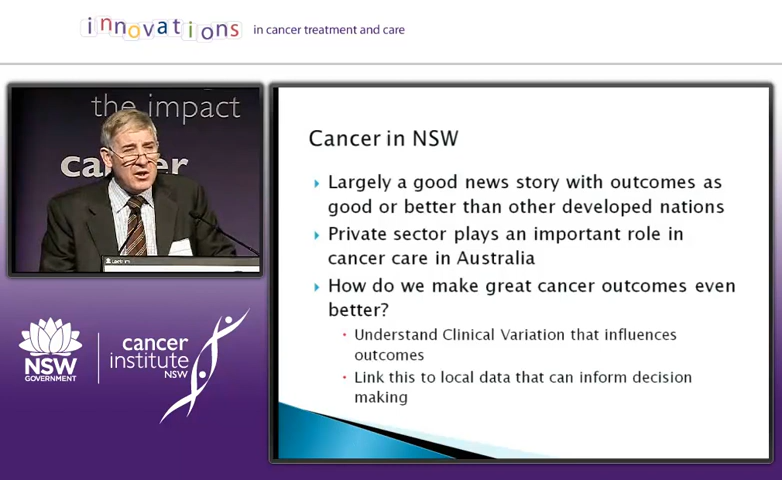 innovations in cancer treatment and care
the impact
cancer
Cancer in NSW
Largely a good news story with outcomes as
good or better than other developed nations
Private sector plays an important role in
cancer care in Australia
How do we make great cancer outcomes even
better?
Understand Clinical Variation that influences
outcomes
Link this to local data that can inform decision
making
NSW
GOVERNMENT
cancer
institute
NSW